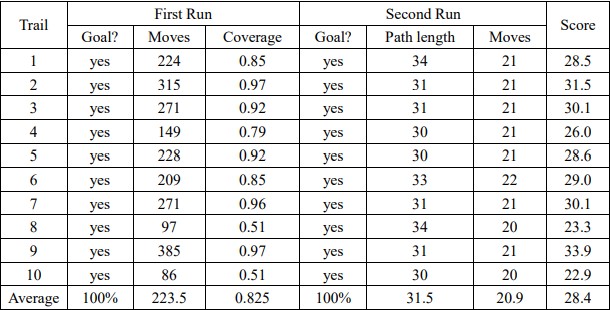 Trail First Run Second Run Score
Goal? Moves Coverage Goal? Path length Moves
1 yes 224 0.85 yes 34 21 28.5
2 yes 315 0.97 yes 31 21 31.5
3 yes 271 0.92 yes 31 21 30.1
4 yes 149 0.79 yes 30 21 26.0
5 yes 228 0.92 yes 30 21 28.6
6 yes 209 0.85 yes 33 22 29.0
7 yes 271 0.96 yes 31 21 30.1
8 yes 97 0.51 yes 34 20 23.3
9 yes 385 0.97 yes 31 21 33.9
10 yes 86 0.51 yes 30 20 22.9
Average 100% 223.5 0.825 100% 31.5 20.9 28.4